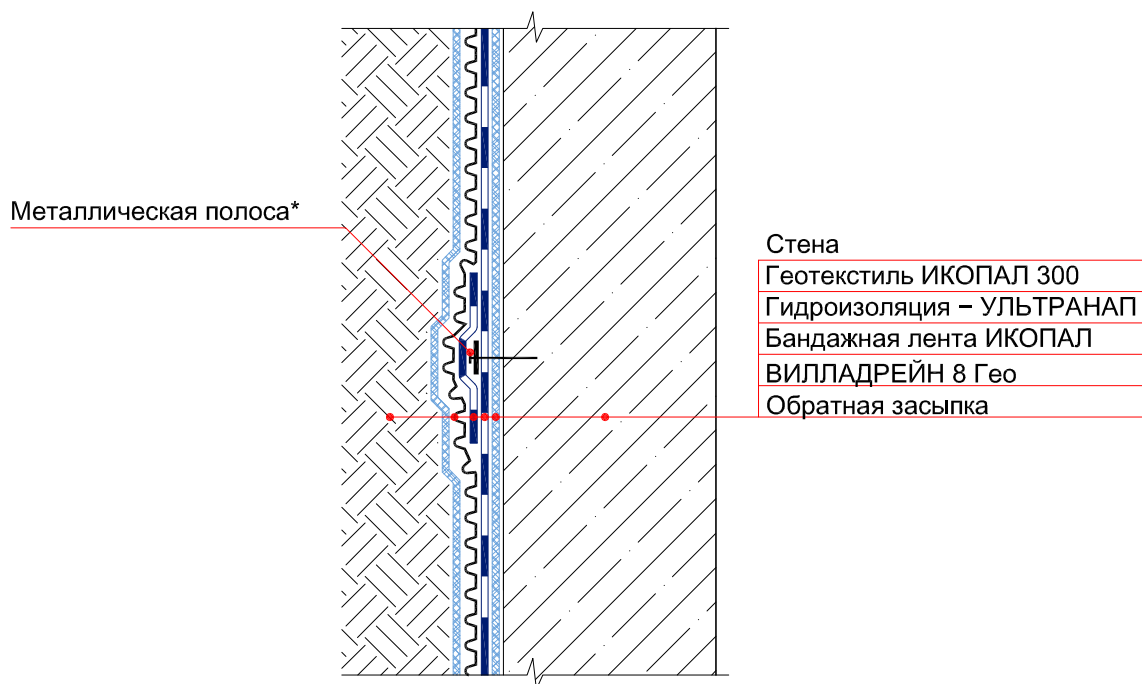 Металлическая полоса*
Стена
Геотекстиль ИКОПАЛ 300
Гидроизоляция – УЛЬТРАНАП
Бандажная лента ИКОПАЛ
ВИЛЛАДРЕЙН 8 Гео
Обратная засыпка